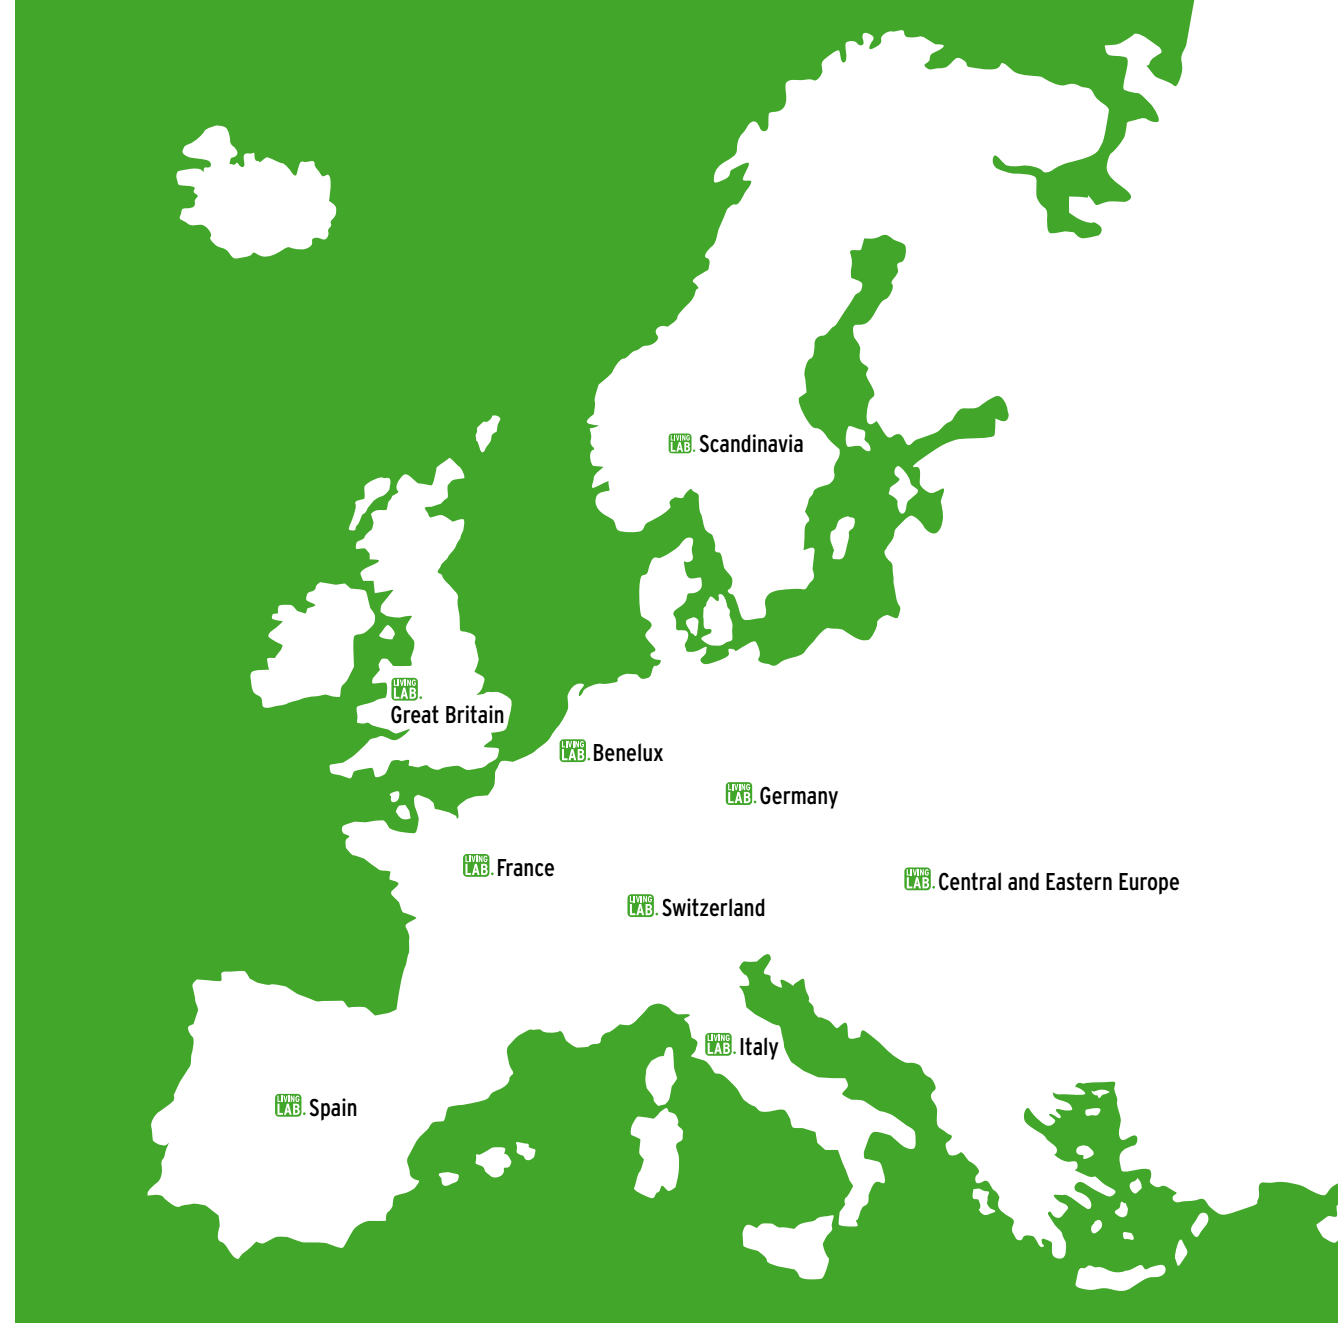 LIVING
LAB. Scandinavia
LIVING
LAB.
Great Britain
LIVING
LAB. Benelux
LIVING
LAB. Germany
LIVING
LAB. France
LIVING
LAB. Central and Eastern Europe
LIVING
LAB. Switzerland
LIVING
LAB. Italy
LIVING
LAB. Spain